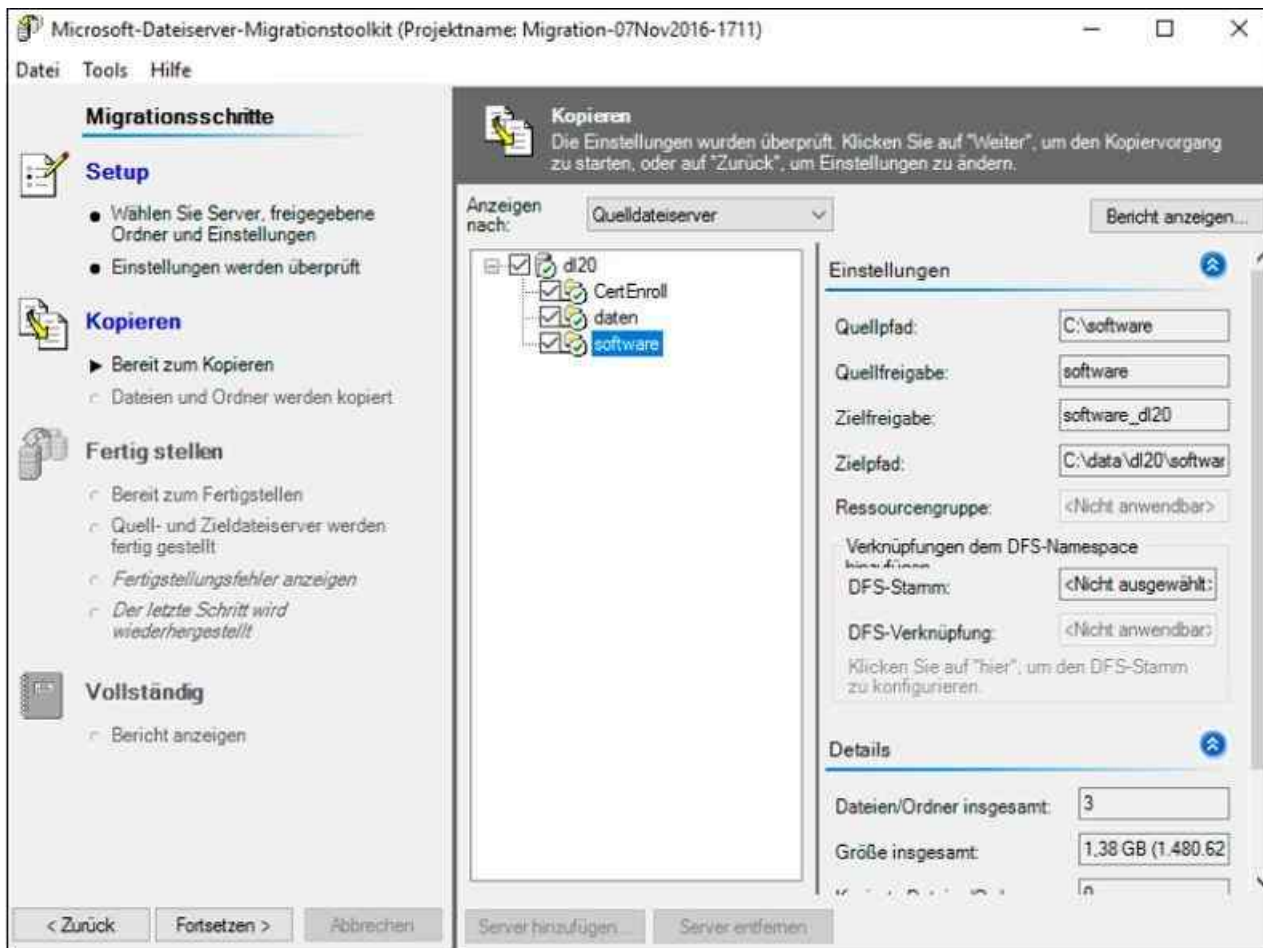 Microsoft-Dateiserver-Migrationstoolkit (Projektname: Migration-07Nov2016-1711)
Datei Tools Hilfe
Migrationsschritte
Setup
Wählen Sie Server, freigegebene
Ordner und Einstellungen
Einstellungen werden überprüft
Kopieren
Bereit zum Kopieren
Dateien und Ordner werden kopiert
Fertig stellen
Bereit zum Fertigstellen
Quell- und Zieldateiserver werden
fertig gestellt
Fertigstellungsfehler anzeigen
Der letzte Schritt wird
wiederhergestellt
Vollständig
Bericht anzeigen
< Zurück Fortsetzen > Abbrechen
Kopieren
Die Einstellungen wurden überprüft. Klicken Sie auf "Weiter", um den Kopiervorgang
zu starten, oder auf "Zurück", um Einstellungen zu ändern.
Anzeigen
nach:
Quelldateiserver
Bericht anzeigen...
dl20
CertEnroll
daten
software
Einstellungen
Quellpfad: C:\software
Quellfreigabe: software
Zielfreigabe: software_dl20
Zielpfad: C:\data\dl20\softwar
Ressourcengruppe: <Nicht anwendbar>
Verknüpfungen dem DFS-Namespace
DFS-Stamm: <Nicht ausgewählt>
DFS-Verknüpfung: <Nicht anwendbar>
Klicken Sie auf "hier", um den DFS-Stamm
zu konfigurieren.
Details
Dateien/Ordner insgesamt: 3
Größe insgesamt: 1,38 GB (1.480.62
Server hinzufügen... Server entfernen